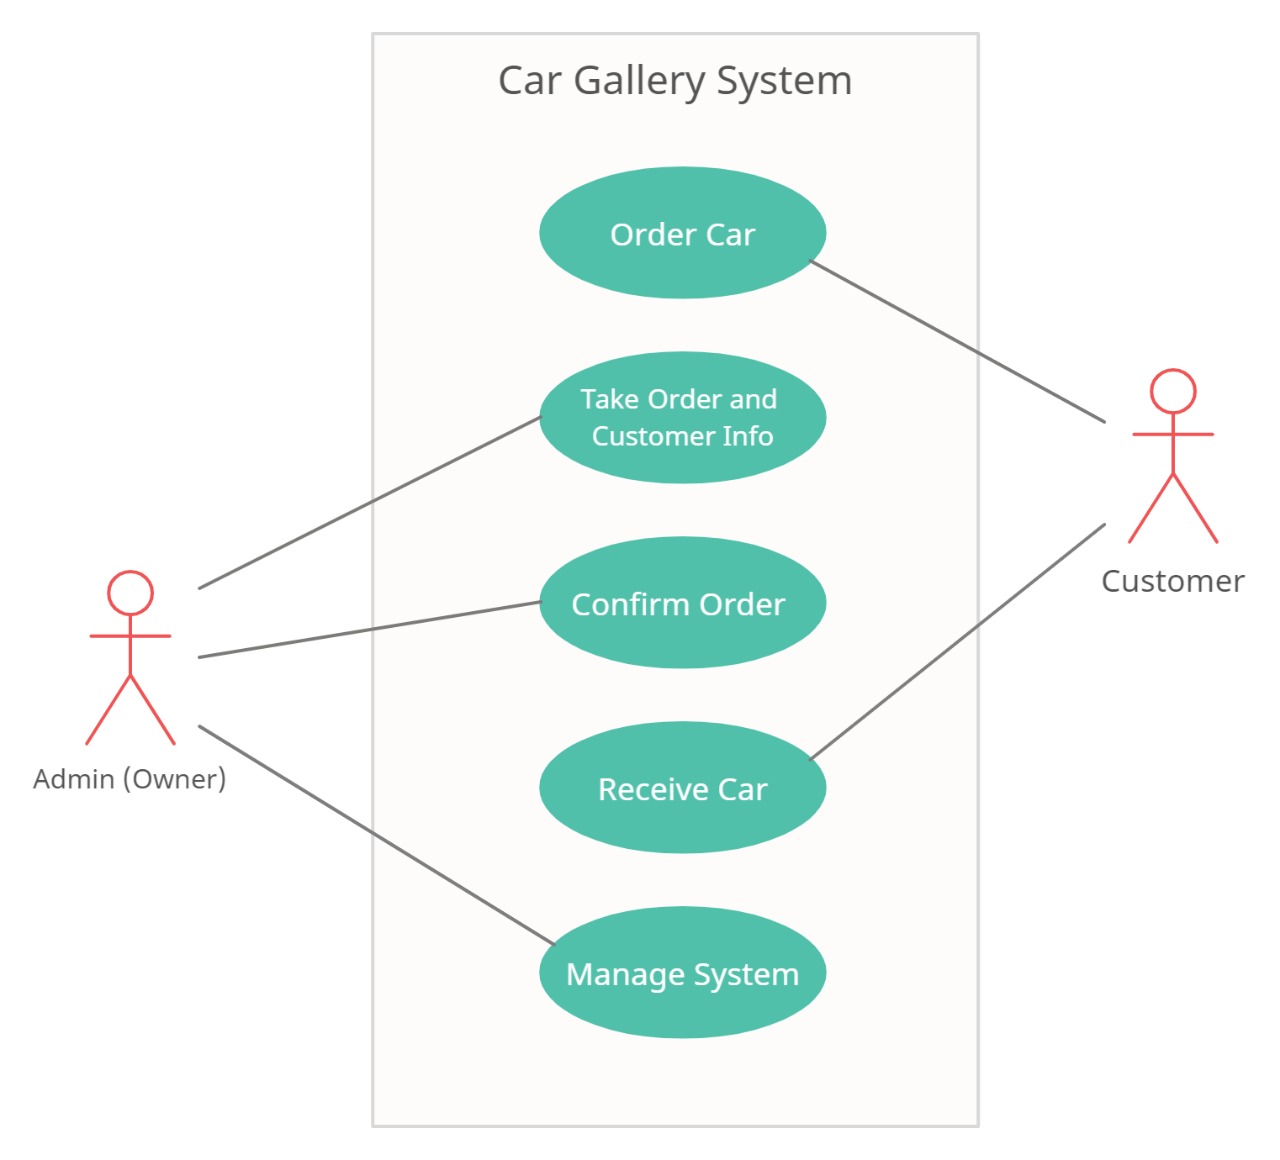 Car Gallery System
Order Car
Take Order and
Customer Info
Confirm Order
Receive Car
Manage System
Admin (Owner)
Customer